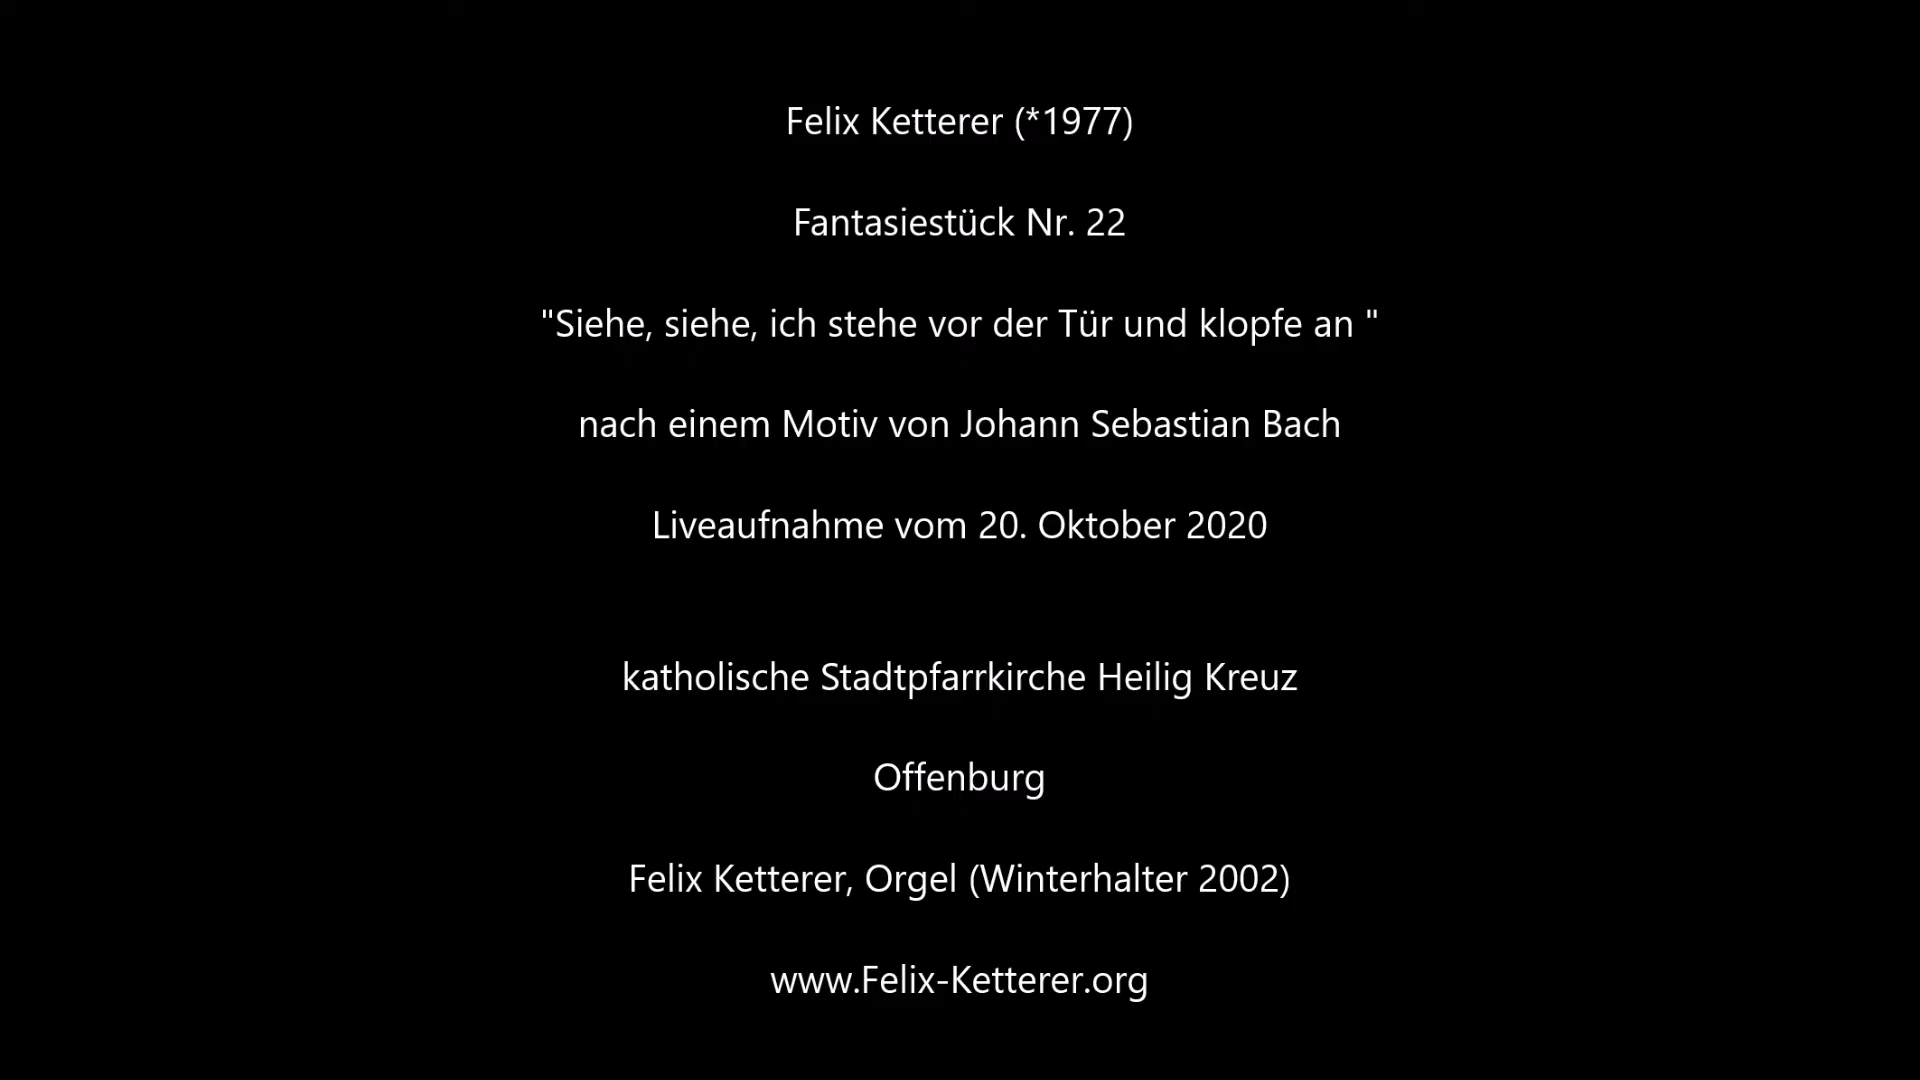 Felix Ketterer (*1977)
Fantasiestück Nr. 22
"Siehe, siehe, ich stehe vor der Tür und klopfe an "
nach einem Motiv von Johann Sebastian Bach
Liveaufnahme vom 20. Oktober 2020
katholische Stadtpfarrkirche Heilig Kreuz
Offenburg
Felix Ketterer, Orgel (Winterhalter 2002)
www.Felix-Ketterer.org